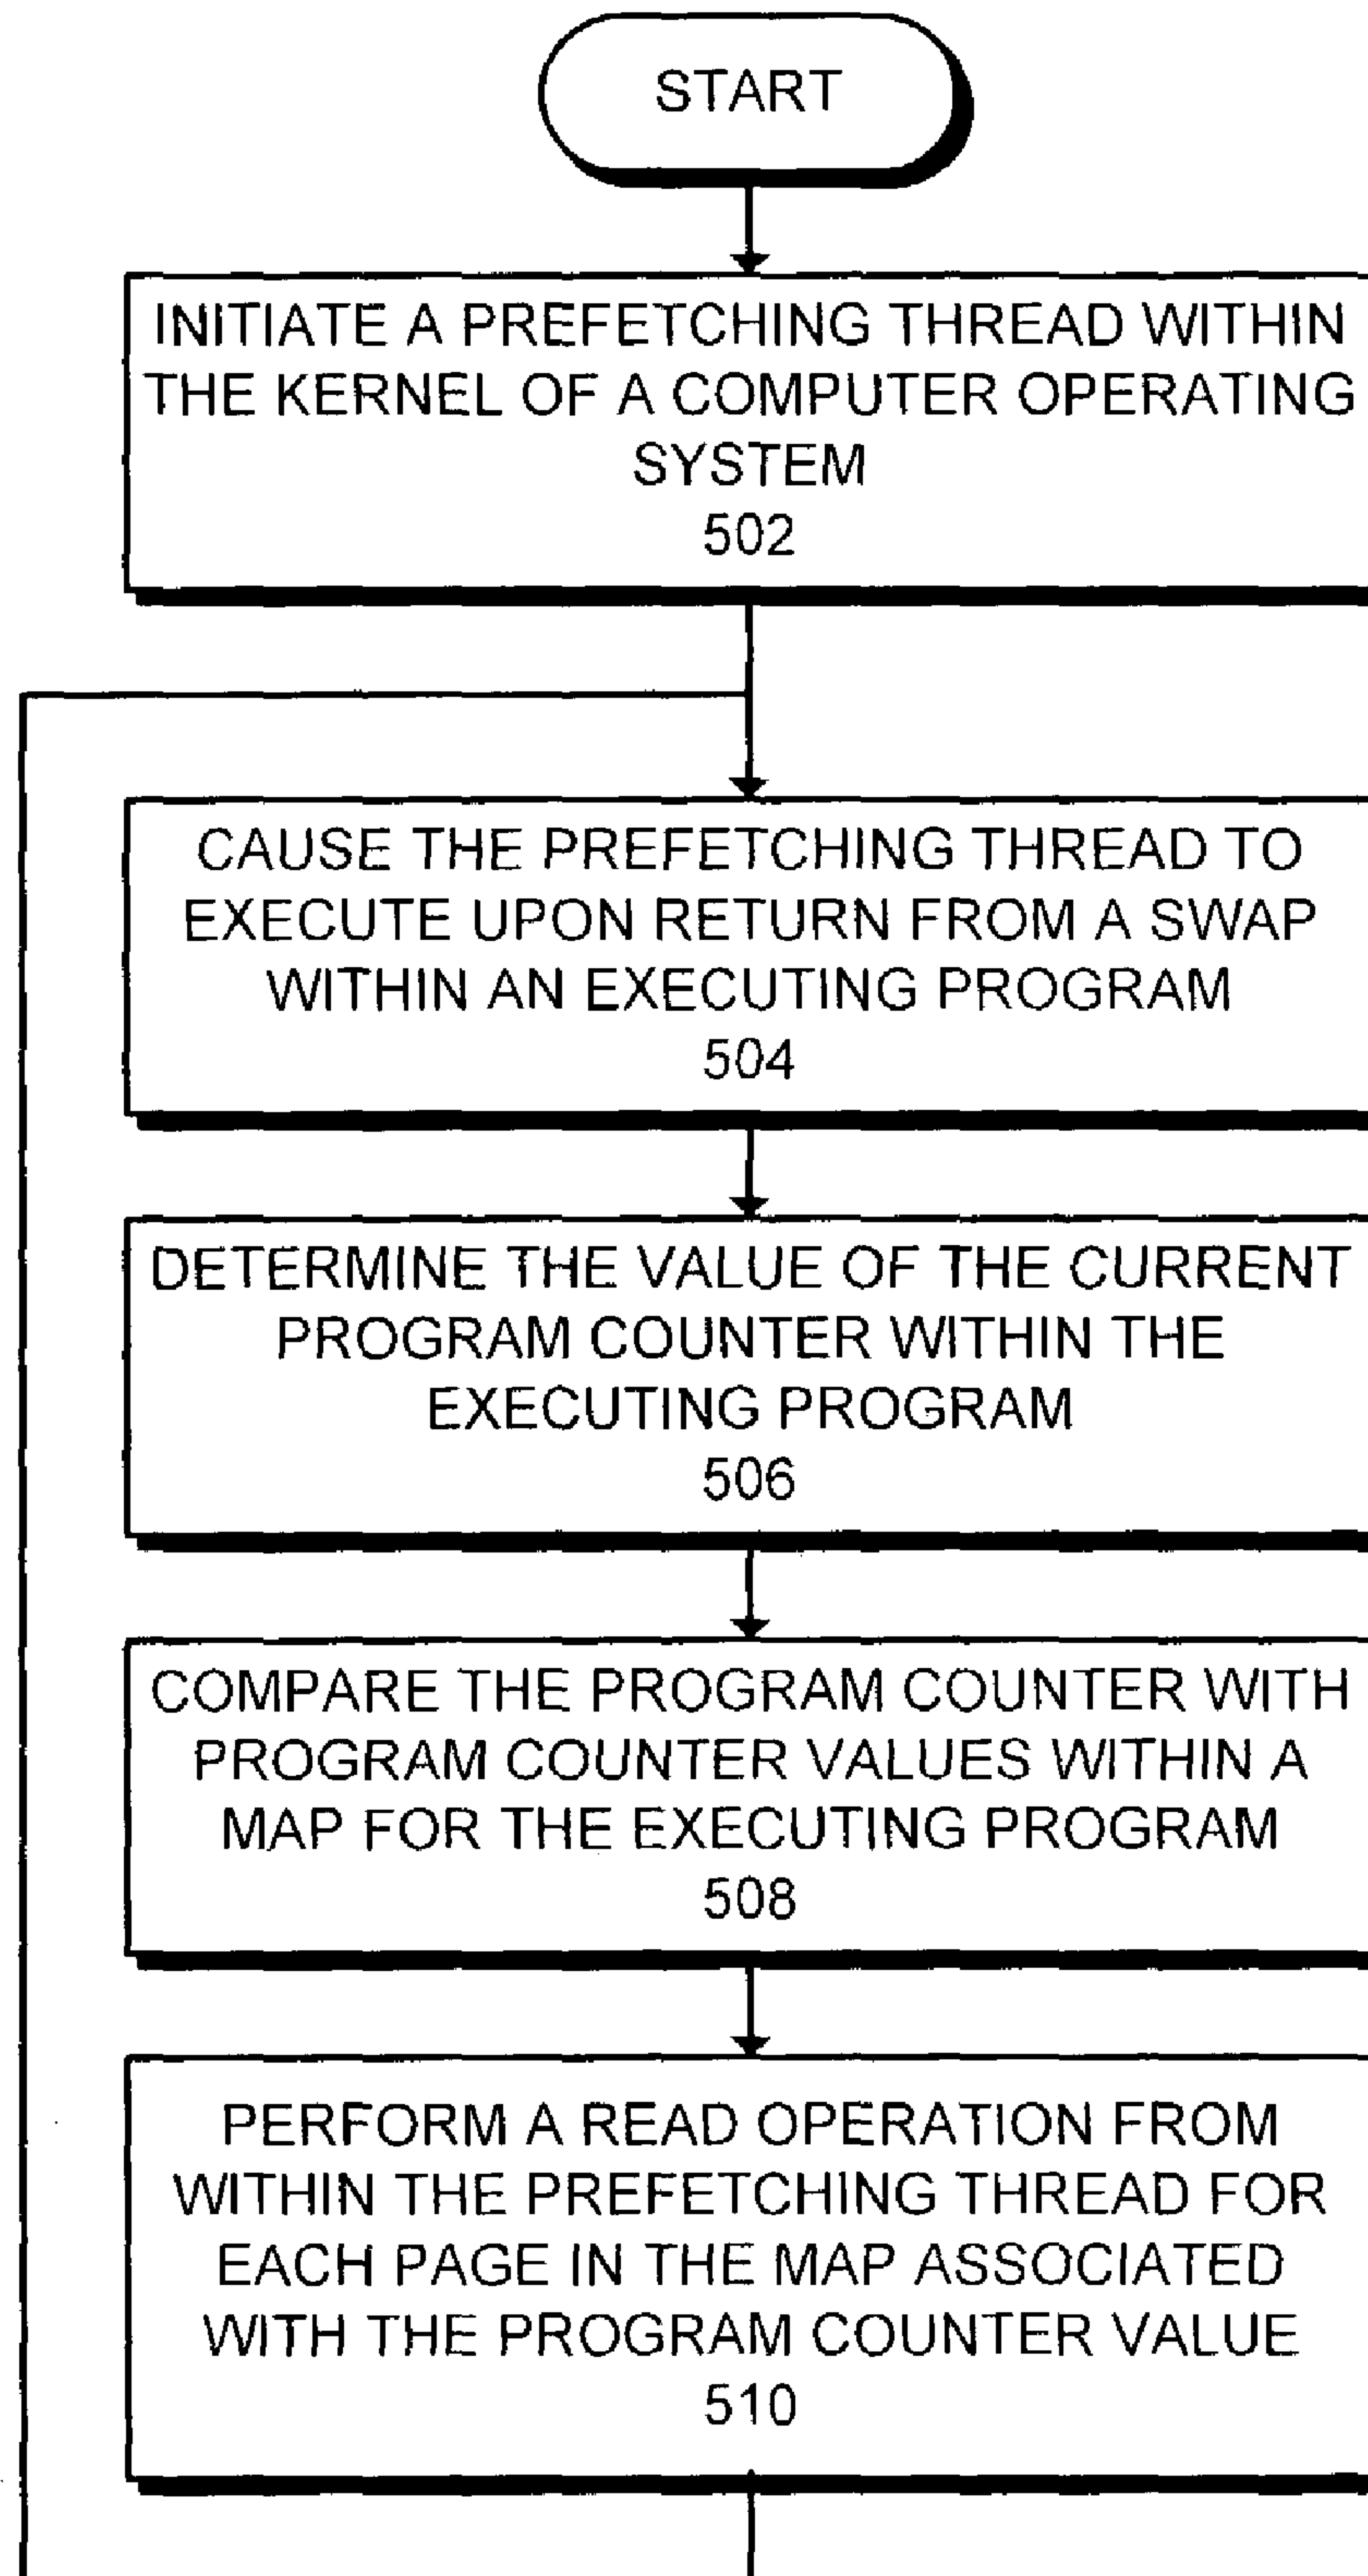 START
INITIATE A PREFETCHING THREAD WITHIN
THE KERNEL OF A COMPUTER OPERATING
SYSTEM
502
CAUSE THE PREFETCHING THREAD TO
EXECUTE UPON RETURN FROM A SWAP
WITHIN AN EXECUTING PROGRAM
504
DETERMINE THE VALUE OF THE CURRENT
PROGRAM COUNTER WITHIN THE
EXECUTING PROGRAM
506
COMPARE THE PROGRAM COUNTER WITH
PROGRAM COUNTER VALUES WITHIN A
MAP FOR THE EXECUTING PROGRAM
508
PERFORM A READ OPERATION FROM
WITHIN THE PREFETCHING THREAD FOR
EACH PAGE IN THE MAP ASSOCIATED
WITH THE PROGRAM COUNTER VALUE
510